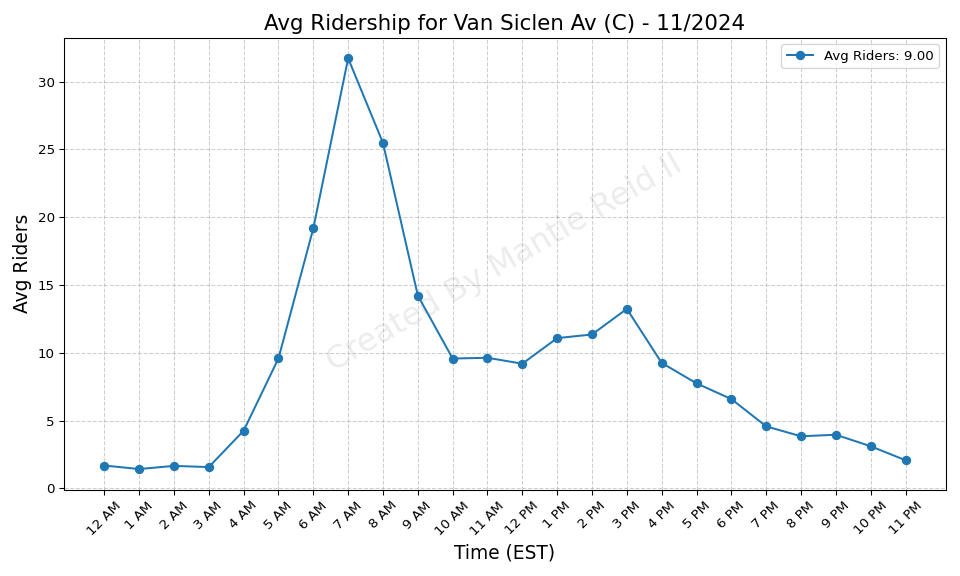 Avg Ridership for Van Siclen Av (C) - 11/2024
Avg Riders: 9.00
Avg Riders
30
25
20
15
10
5
0
12 AM
1 AM
2 AM
3 AM
4 AM
5 AM
6 AM
7 AM
8 AM
9 AM
10 AM
11 AM
12 PM
1 PM
2 PM
3 PM
4 PM
5 PM
6 PM
7 PM
8 PM
9 PM
10 PM
11 PM
Time (EST)
Created By Mantle Reid II